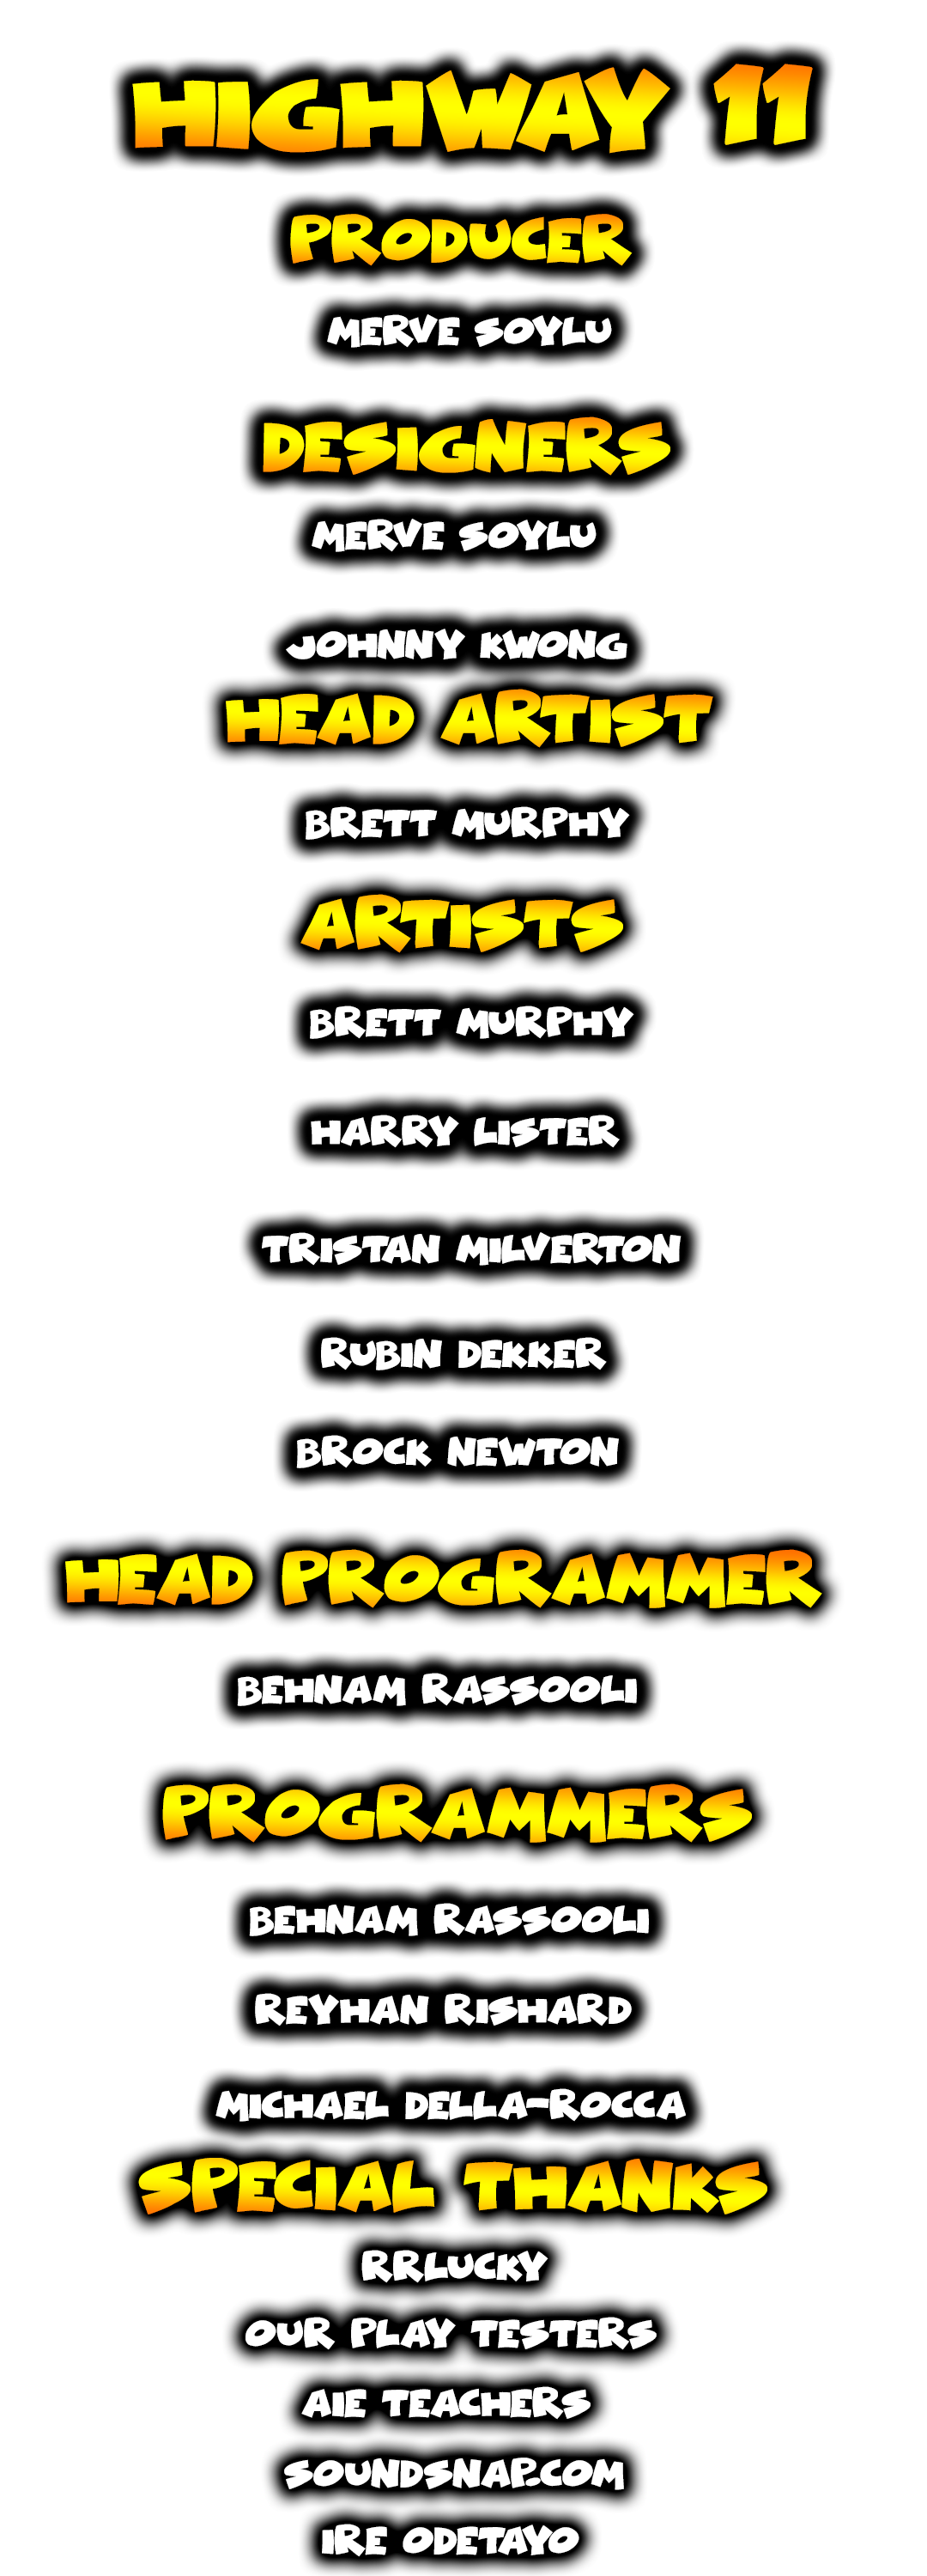 HIGHWAY 11
PRODUCER
MERVE SOYLU
DESIGNERS
MERVE SOYLU
JOHNNY KWONG
HEAD ARTIST
BRETT MURPHY
ARTISTS
BRETT MURPHY
HARRY LISTER
TRISTAN MILVERTON
RUBIN DEKKER
BROCK NEWTON
HEAD PROGRAMMER
BEHNAM RASSOOLI
PROGRAMMERS
BEHNAM RASSOOLI
REYHAN RISHARD
MICHAEL DELLA-ROCCA
SPECIAL THANKS
RRLUCKY
OUR PLAY TESTERS
AIE TEACHERS
SOUNDSNAP.COM
IRE ODETAYO